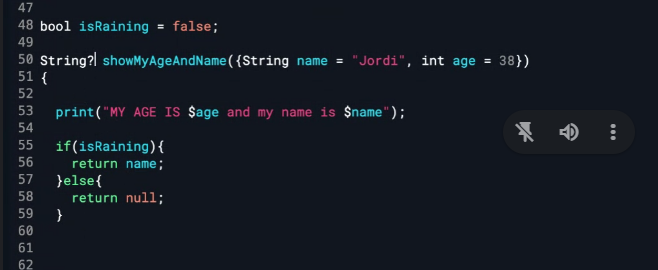 47
48 bool isRaining = false;
49
50 String? showMyAgeAndName({String name = "Jordi", int age = 38})
51 {
52
53 print("MY AGE IS $age and my name is $name");
54
55 if(isRaining){
56 return name;
57 }else{
58 return null;
59 }
60
61
62